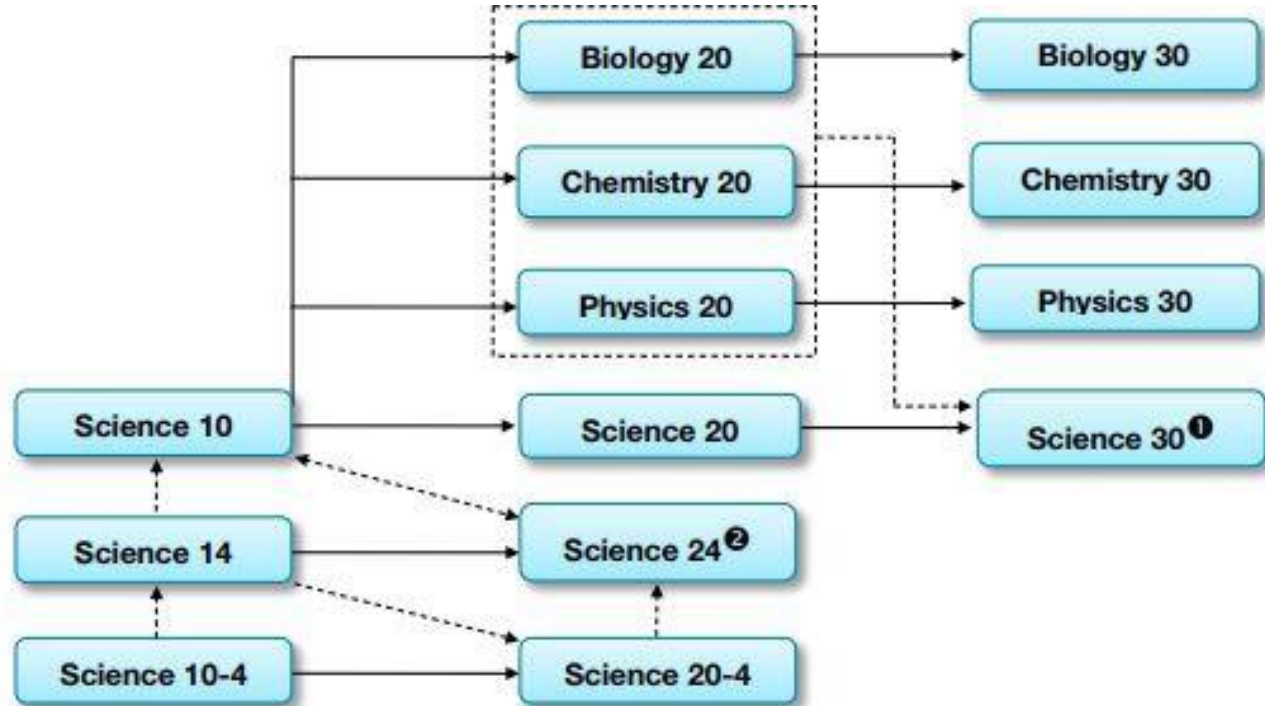 Biology 20
Biology 30
Chemistry 20
Chemistry 30
Physics 20
Physics 30
Science 10
Science 20
Science 30❶
Science 14
Science 24❷
Science 10-4
Science 20-4